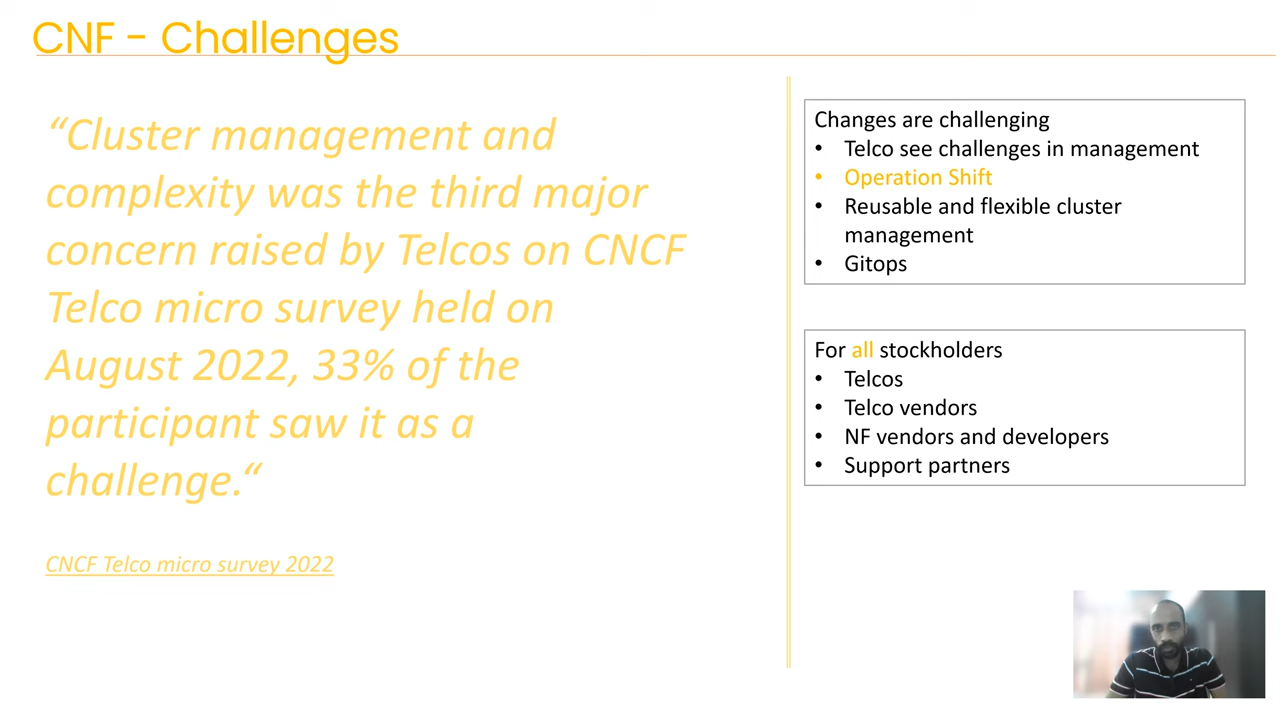 CNF - Challenges
“Cluster management and
complexity was the third major
concern raised by Telcos on CNCF
Telco micro survey held on
August 2022, 33% of the
participant saw it as a
challenge.“
CNCF Telco micro survey 2022
Changes are challenging
• Telco see challenges in management
• Operation Shift
• Reusable and flexible cluster
management
• Gitops
For all stockholders
• Telcos
• Telco vendors
• NF vendors and developers
• Support partners